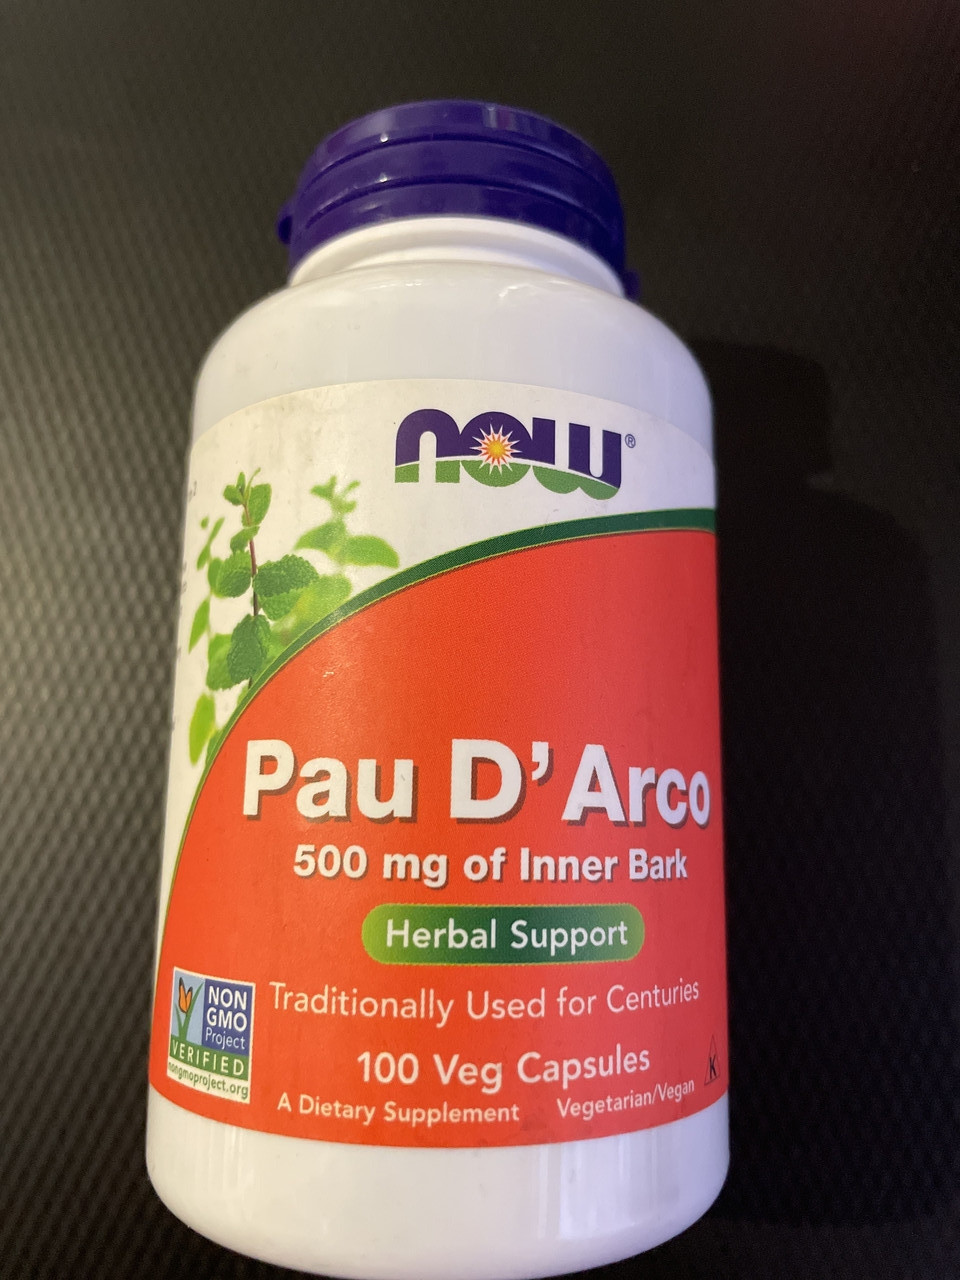 now®
Pau D'Arco
500 mg of Inner Bark
Herbal Support
Traditionally Used for Centuries
100 Veg Capsules
A Dietary Supplement
Vegetarian/Vegan
K
NON
GMO
Project
VERIFIED
nongmoproject.org